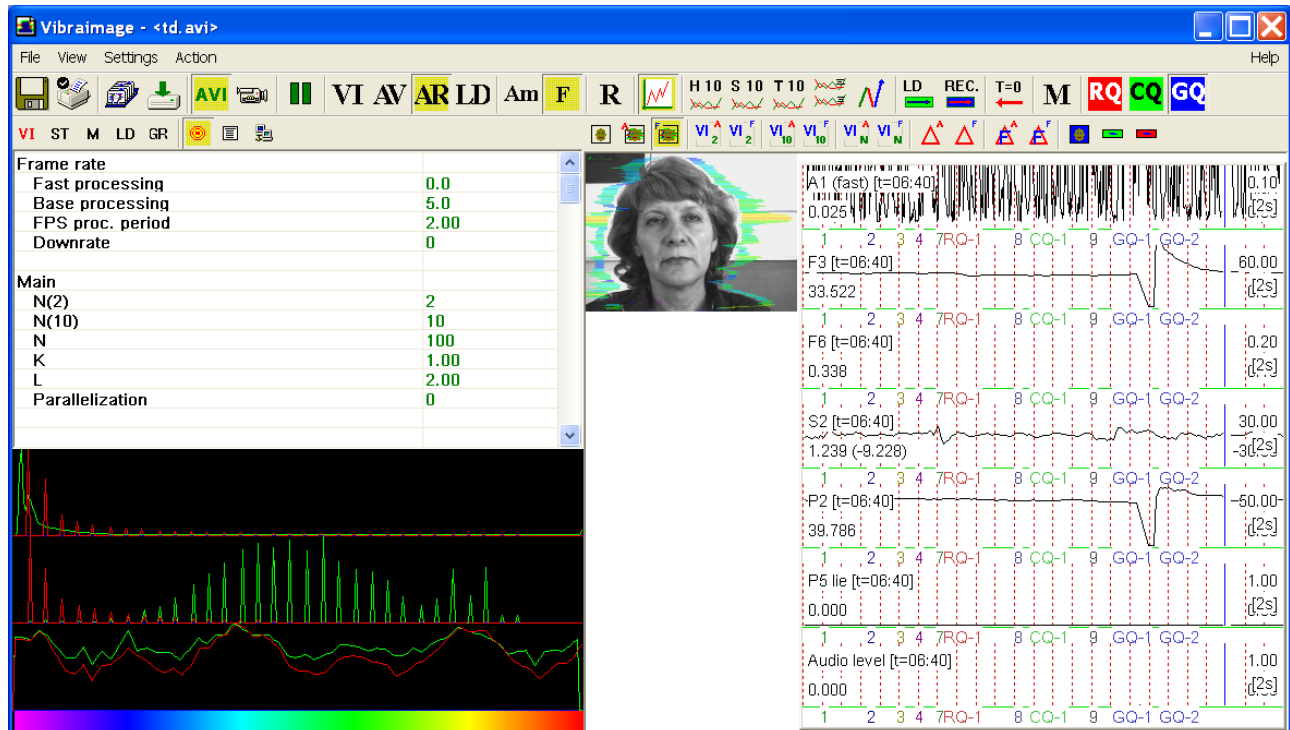 Vibraimage - <td.avi>
File View Settings Action Help
AVI VI AV AR LD Am F R H 10 S 10 T 10 LD REC. T=0 M RQ CQ GQ
VI ST M LD GR A F VI A 2 VI F 2 VI A 10 VI F 10 VI A N VI F N A F E A E F
Frame rate
Fast processing 0.0
Base processing 5.0
FPS proc. period 2.00
Downrate 0
Main
N(2) 2
N(10) 10
N 100
K 1.00
L 2.00
Parallelization 0
A1 (fast) [t=06:40] 0.10
0.025 [2s]
1 2 3 4 7RQ-1 8 CQ-1 9 GQ-1 GQ-2
F3 [t=06:40] 60.00
33.522 [2s]
1 2 3 4 7RQ-1 8 CQ-1 9 GQ-1 GQ-2
F6 [t=06:40] 0.20
0.338 [2s]
1 2 3 4 7RQ-1 8 CQ-1 9 GQ-1 GQ-2
S2 [t=06:40] 30.00
1.239 (-9.228) [2s]
1 2 3 4 7RQ-1 8 CQ-1 9 GQ-1 GQ-2
P2 [t=06:40] 50.00
39.786 [2s]
1 2 3 4 7RQ-1 8 CQ-1 9 GQ-1 GQ-2
P5 lie [t=06:40] 1.00
0.000 [2s]
1 2 3 4 7RQ-1 8 CQ-1 9 GQ-1 GQ-2
Audio level [t=06:40] 1.00
0.000 [2s]
1 2 3 4 7RQ-1 8 CQ-1 9 GQ-1 GQ-2